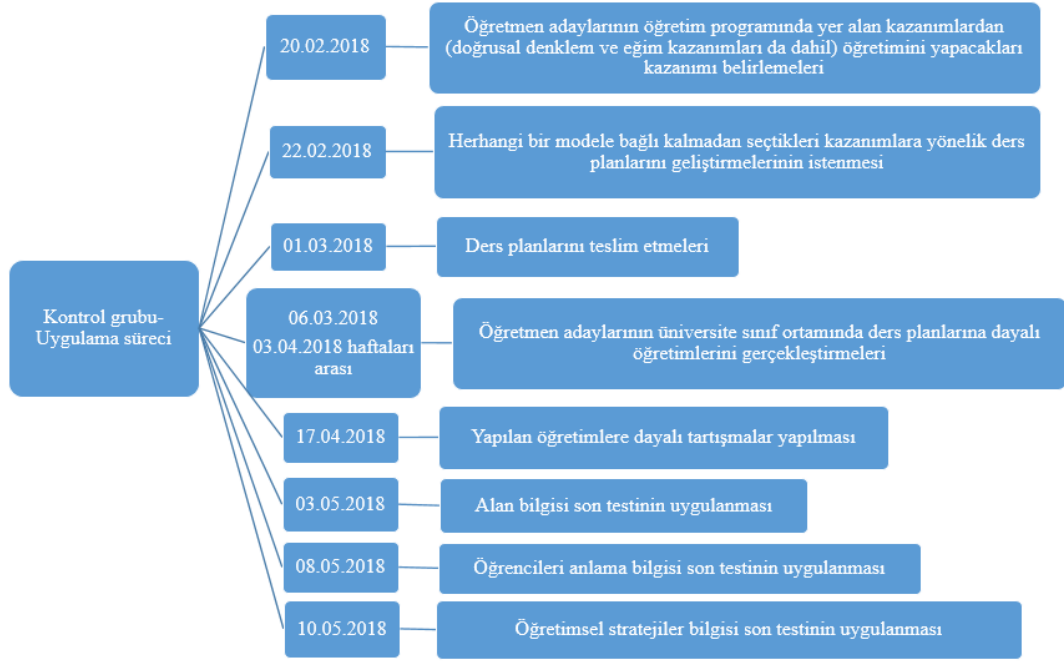 Kontrol grubu-
Uygulama süreci
20.02.2018
Öğretmen adaylarının öğretim programında yer alan kazanımlardan
(doğrusal denklem ve eğim kazanımları da dahil) öğretimini yapacakları
kazanımı belirlemeleri
22.02.2018
Herhangi bir modele bağlı kalmadan seçtikleri kazanımlara yönelik ders
planlarını geliştirmelerinin istenmesi
01.03.2018
Ders planlarını teslim etmeleri
06.03.2018
03.04.2018 haftaları
arası
Öğretmen adaylarının üniversite sınıf ortamında ders planlarına dayalı
öğretimlerini gerçekleştirmeleri
17.04.2018
Yapılan öğretimlere dayalı tartışmalar yapılması
03.05.2018
Alan bilgisi son testinin uygulanması
08.05.2018
Öğrencileri anlama bilgisi son testinin uygulanması
10.05.2018
Öğretimsel stratejiler bilgisi son testinin uygulanması